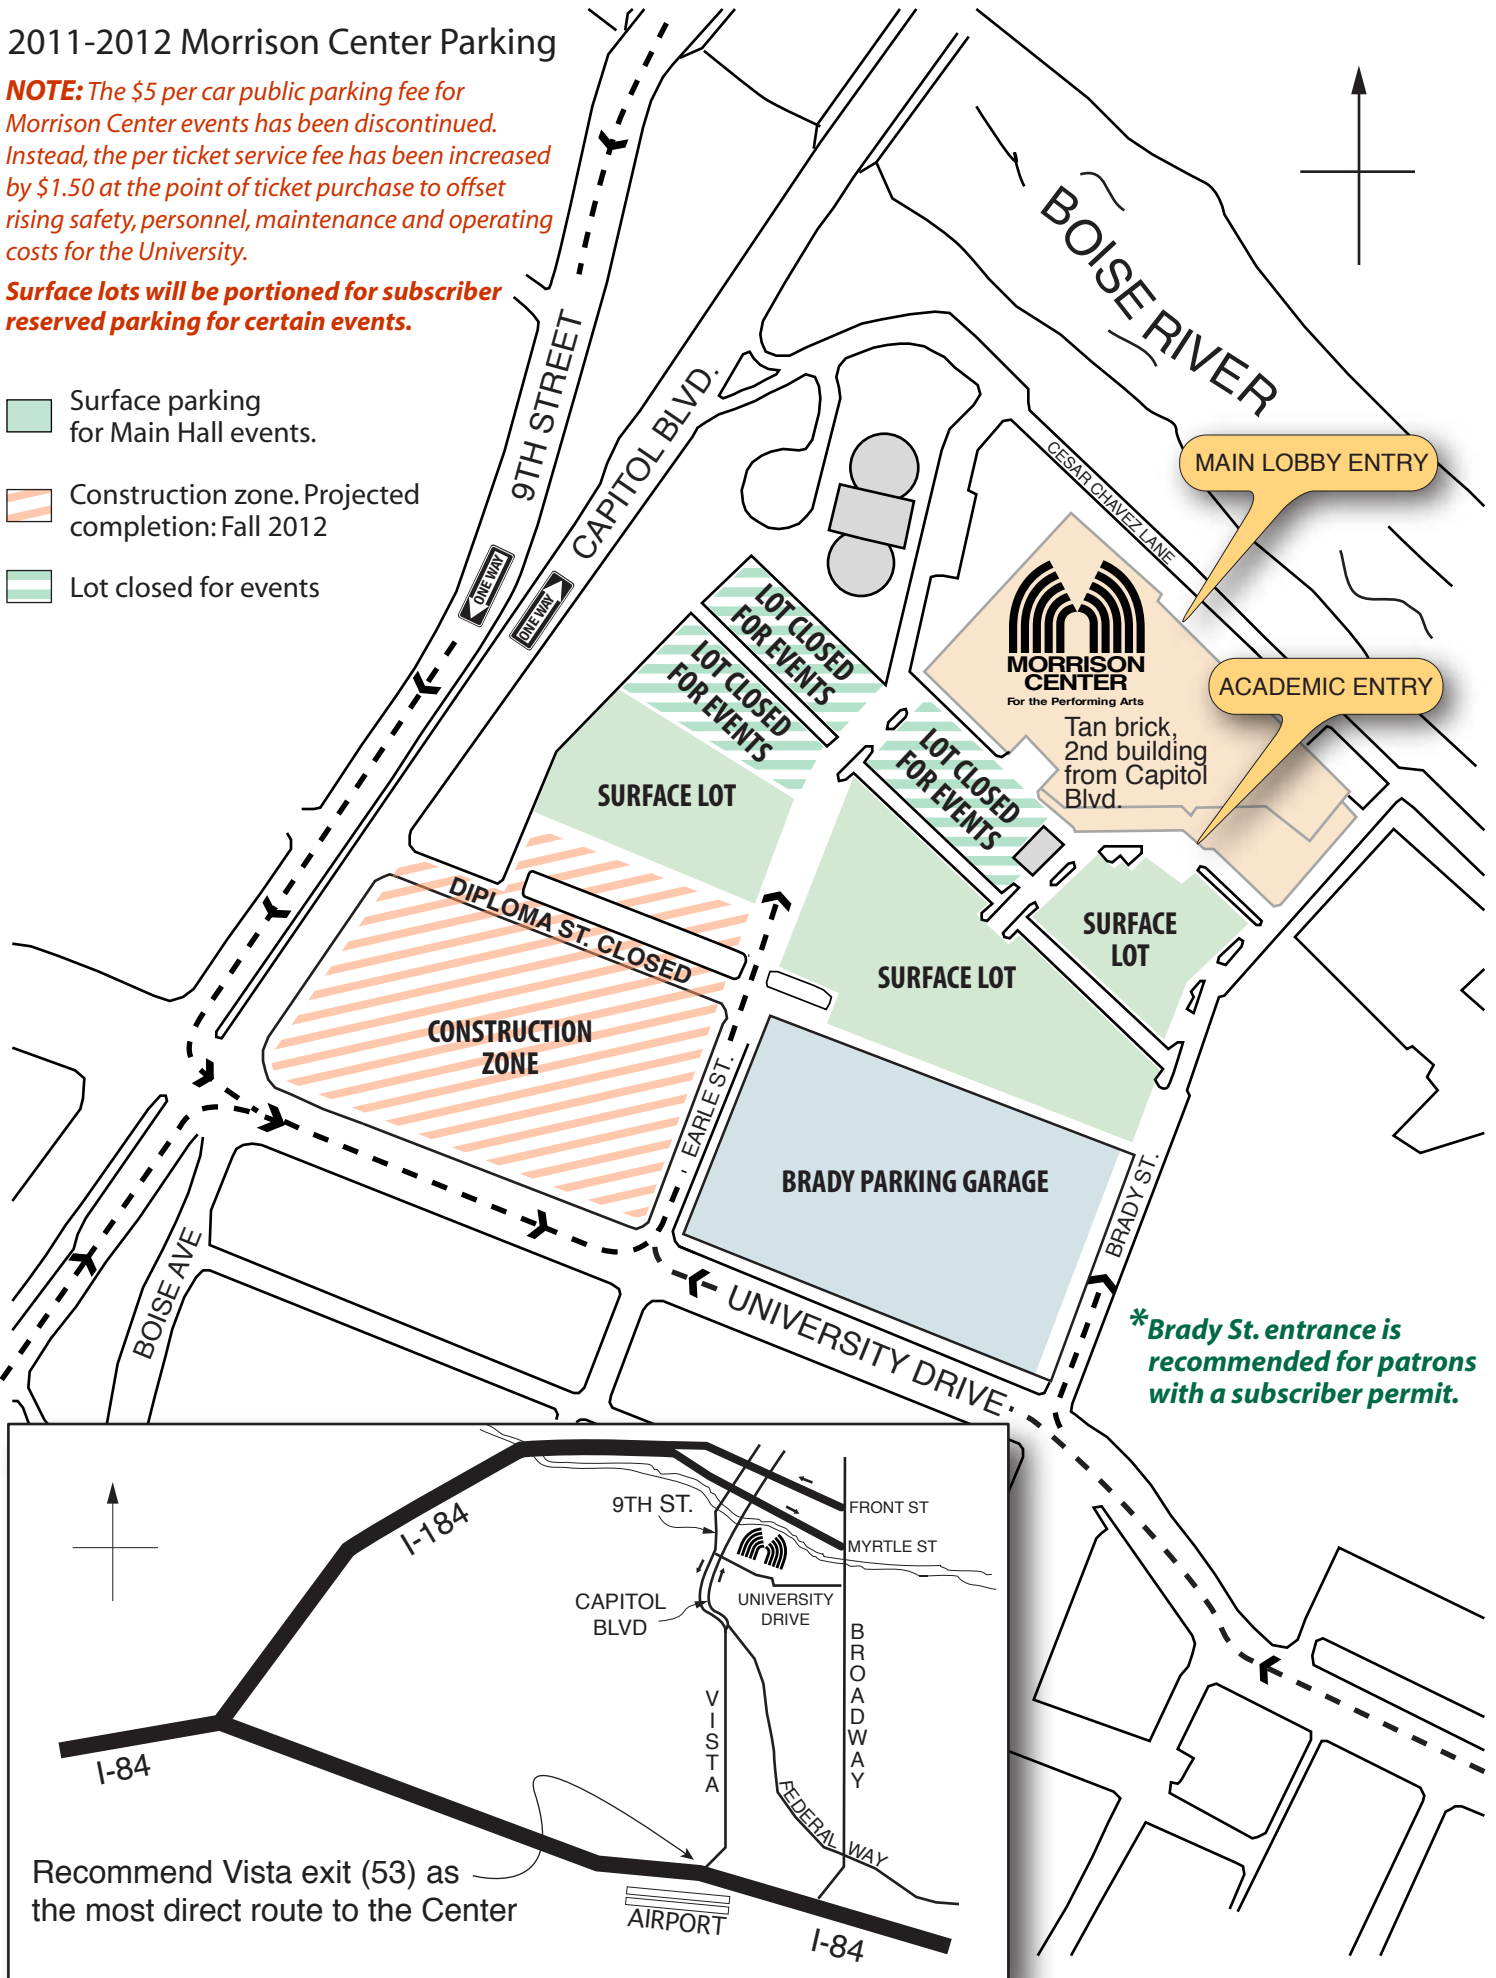 2011-2012 Morrison Center Parking
NOTE: The $5 per car public parking fee for
Morrison Center events has been discontinued.
Instead, the per ticket service fee has been increased
by $1.50 at the point of ticket purchase to offset
rising safety, personnel, maintenance and operating
costs for the University.
Surface lots will be portioned for subscriber
reserved parking for certain events.
Surface parking
for Main Hall events.
Construction zone. Projected
completion: Fall 2012
Lot closed for events
9TH STREET
CAPITOL BLVD.
ONE WAY
ONE WAY
BOISE RIVER
CESAR CHAVEZ LANE
MAIN LOBBY ENTRY
ACADEMIC ENTRY
MORRISON
CENTER
For the Performing Arts
Tan brick,
2nd building
from Capitol
Blvd.
LOT CLOSED
FOR EVENTS
LOT CLOSED
FOR EVENTS
LOT CLOSED
FOR EVENTS
SURFACE LOT
SURFACE LOT
SURFACE
LOT
DIPLOMA ST. CLOSED
CONSTRUCTION
ZONE
EARLE ST.
BRADY PARKING GARAGE
BRADY ST.
BOISE AVE
UNIVERSITY DRIVE
*Brady St. entrance is
recommended for patrons
with a subscriber permit.
I-184
9TH ST.
FRONT ST
MYRTLE ST
CAPITOL
BLVD
UNIVERSITY
DRIVE
BROADWAY
VISTA
FEDERAL WAY
I-84
Recommend Vista exit (53) as
the most direct route to the Center
AIRPORT
I-84